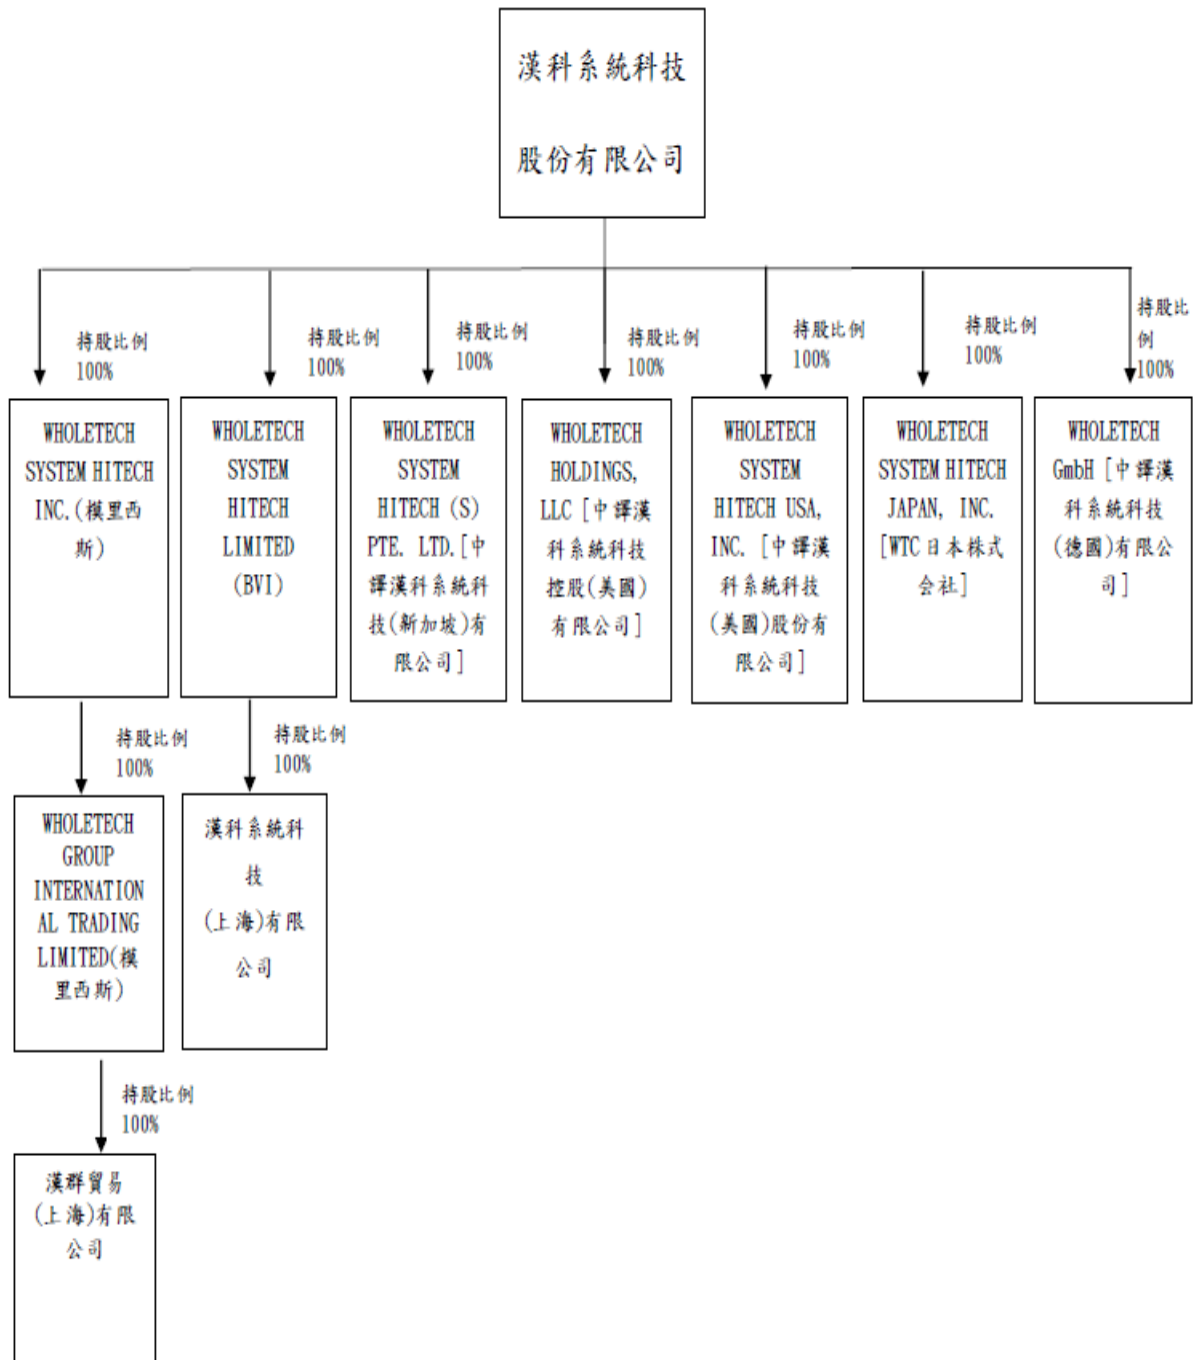 漢科系統科技
股份有限公司
持股比例
100%
持股比例
100%
持股比例
100%
持股比例
100%
持股比例
100%
持股比例
100%
持股比
例
100%
WHOLETECH
SYSTEM HITECH
INC.(模里西
斯)
WHOLETECH
SYSTEM
HITECH
LIMITED
(BVI)
WHOLETECH
SYSTEM
HITECH (S)
PTE. LTD.[中
譯漢科系統科
技(新加坡)有
限公司]
WHOLETECH
HOLDINGS,
LLC [中譯漢
科系統科技
控股(美國)
有限公司]
WHOLETECH
SYSTEM
HITECH USA,
INC. [中譯漢
科系統科技
(美國)股份有
限公司]
WHOLETECH
SYSTEM HITECH
JAPAN, INC.
[WTC日本株式
会社]
WHOLETECH
GmbH [中譯漢
科系統科技
(德國)有限公
司]
持股比例
100%
持股比例
100%
WHOLETECH
GROUP
INTERNATION
AL TRADING
LIMITED(模
里西斯)
漢科系統科
技
(上海)有限
公司
持股比例
100%
漢群貿易
(上海)有限
公司